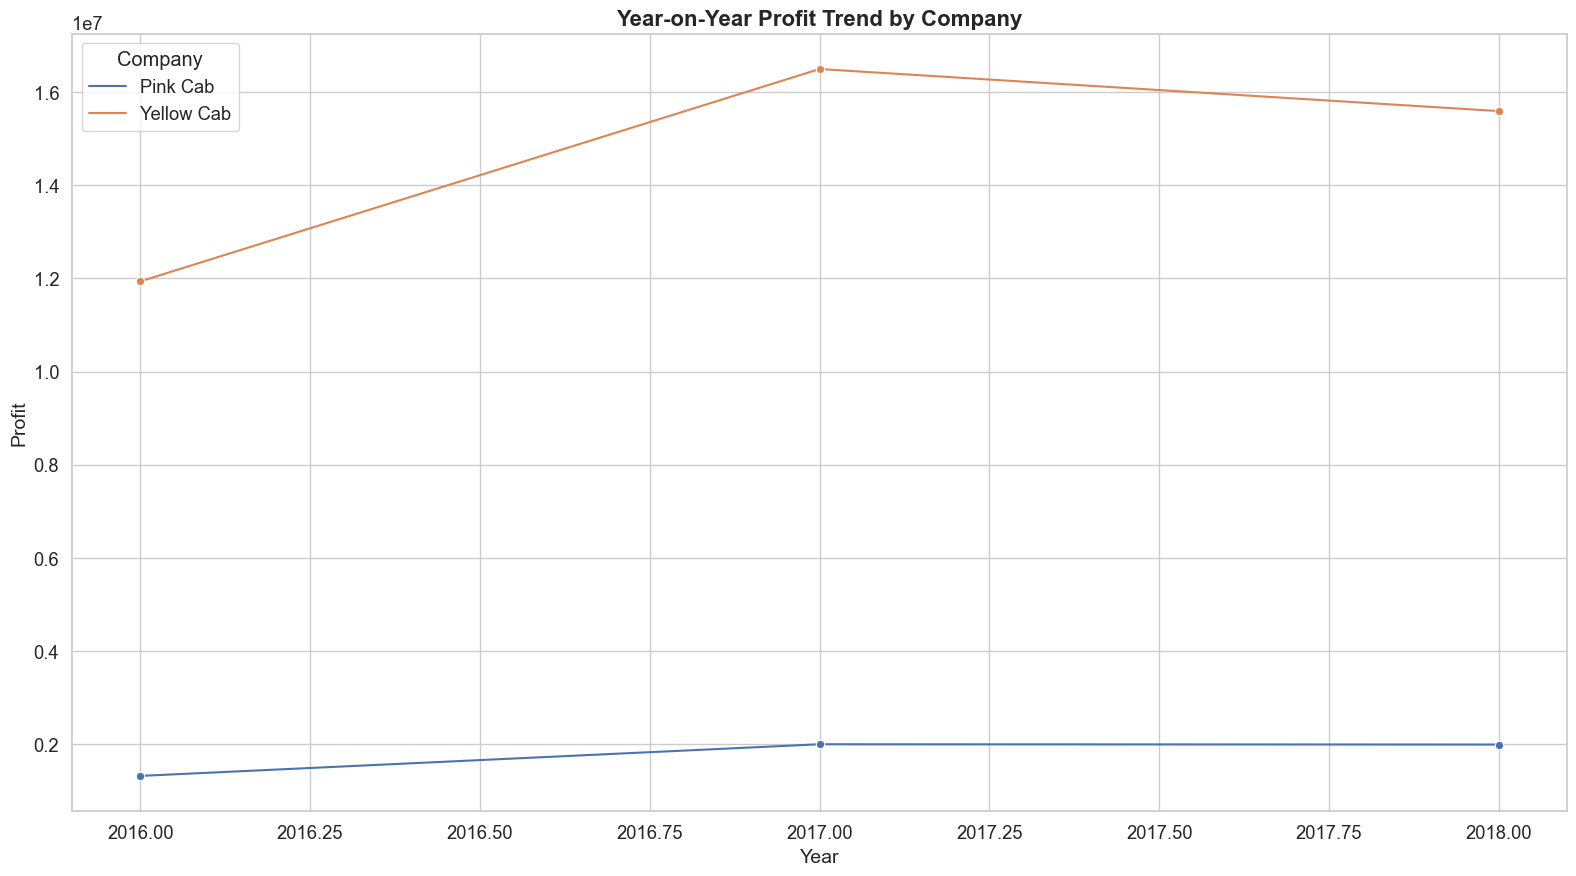 Year-on-Year Profit Trend by Company
1e7
Company
Pink Cab
Yellow Cab
1.6
1.4
1.2
1.0
0.8
0.6
0.4
0.2
Profit
2016.00 2016.25 2016.50 2016.75 2017.00 2017.25 2017.50 2017.75 2018.00
Year